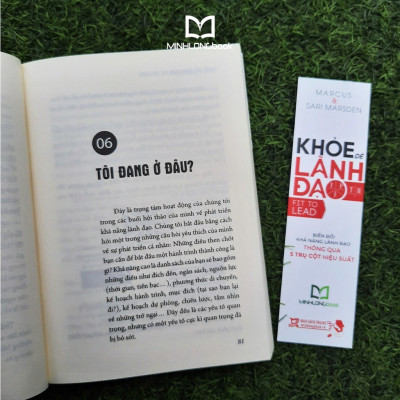 MINHLONGbook
06
TÔI ĐANG Ở ĐÂU?
Đây là trọng tâm hoạt động của chúng tôi
trong các buổi hội thảo của mình về phát triển
khả năng lãnh đạo. Chúng tôi bắt đầu bằng cách
hỏi một trong những câu hỏi yêu thích của mình
về sự phát triển cá nhân: Những điều then chốt
bạn cần để bắt đầu một hành trình thành công là
gì? Khả năng cao là danh sách của bạn sẽ bao gồm
những điều như đích đến, ngân sách, nguồn lực
(thời gian, tiền bạc…), phương thức di chuyển,
kế hoạch hành trình, mục đích (tại sao bạn lại
đi?), kế hoạch dự phòng, chiến lược, tầm nhìn
về những trở ngại… Đây đều là các yếu tố quan
trọng, nhưng có một yếu tố cực kì quan trọng đã
bị bỏ sót.
81
MARCUS
&
SARI MARSDEN
KHỎE ĐỂ
LÃNH
ĐẠO
FIT TO
LEAD
BIẾN ĐỔI
KHẢ NĂNG LÃNH ĐẠO
THÔNG QUA
5 TRỤ CỘT HIỆU SUẤT
MINHLONGbook